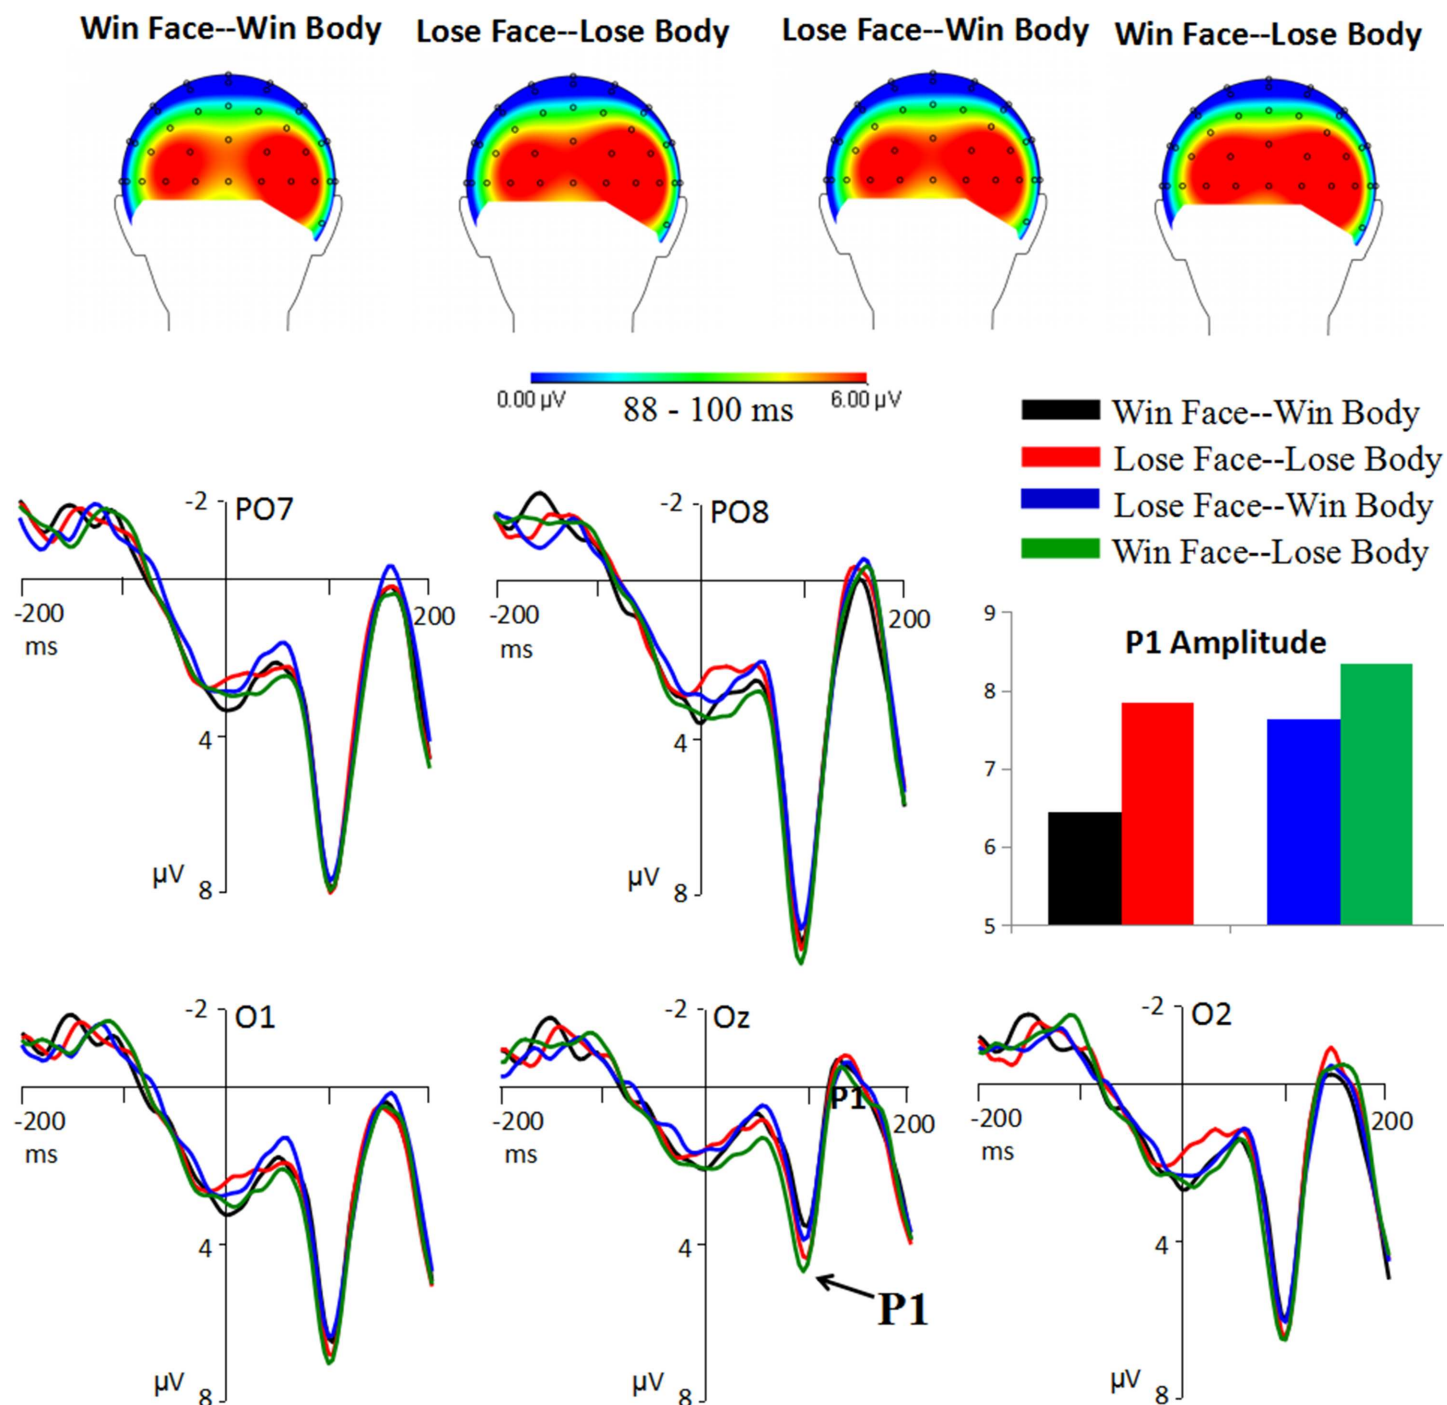 Win Face--Win Body
Lose Face--Lose Body
Lose Face--Win Body
Win Face--Lose Body
0.00 µV
88 - 100 ms
6.00 µV
Win Face--Win Body
Lose Face--Lose Body
Lose Face--Win Body
Win Face--Lose Body
-2
PO7
-200
ms
200
4
µV
8
-2
PO8
-200
ms
200
4
µV
8
P1 Amplitude
9
8
7
6
5
-2
O1
-200
ms
4
µV
8
-2
Oz
P1
-200
ms
200
4
P1
µV
8
-2
O2
-200
ms
200
4
µV
8